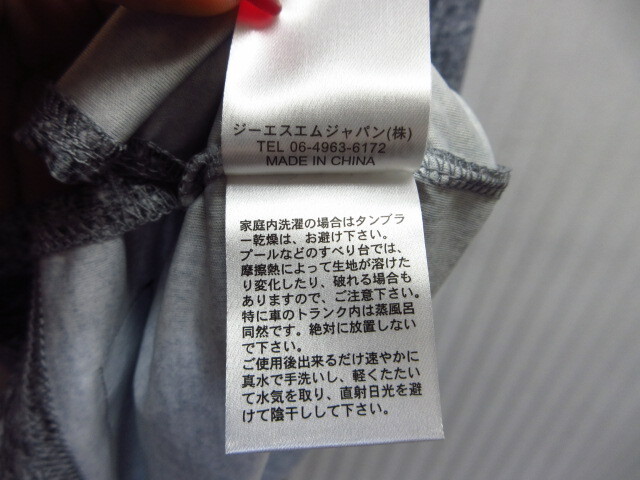 ジーエスエムジャパン(株)
TEL 06-4963-6172
MADE IN CHINA
家庭内洗濯の場合はタンブラ
ー乾燥は、お避け下さい。
プールなどのすべり台では、
摩擦熱によって生地が溶けた
り変化したり、破れる場合も
ありますので、ご注意下さい。
特に車のトランク内は蒸風呂
同然です。絶対に放置しない
で下さい。
ご使用後出来るだけ速やかに
真水で手洗いし、軽くたたい
て水気を取り、直射日光を避
けて陰干しして下さい。